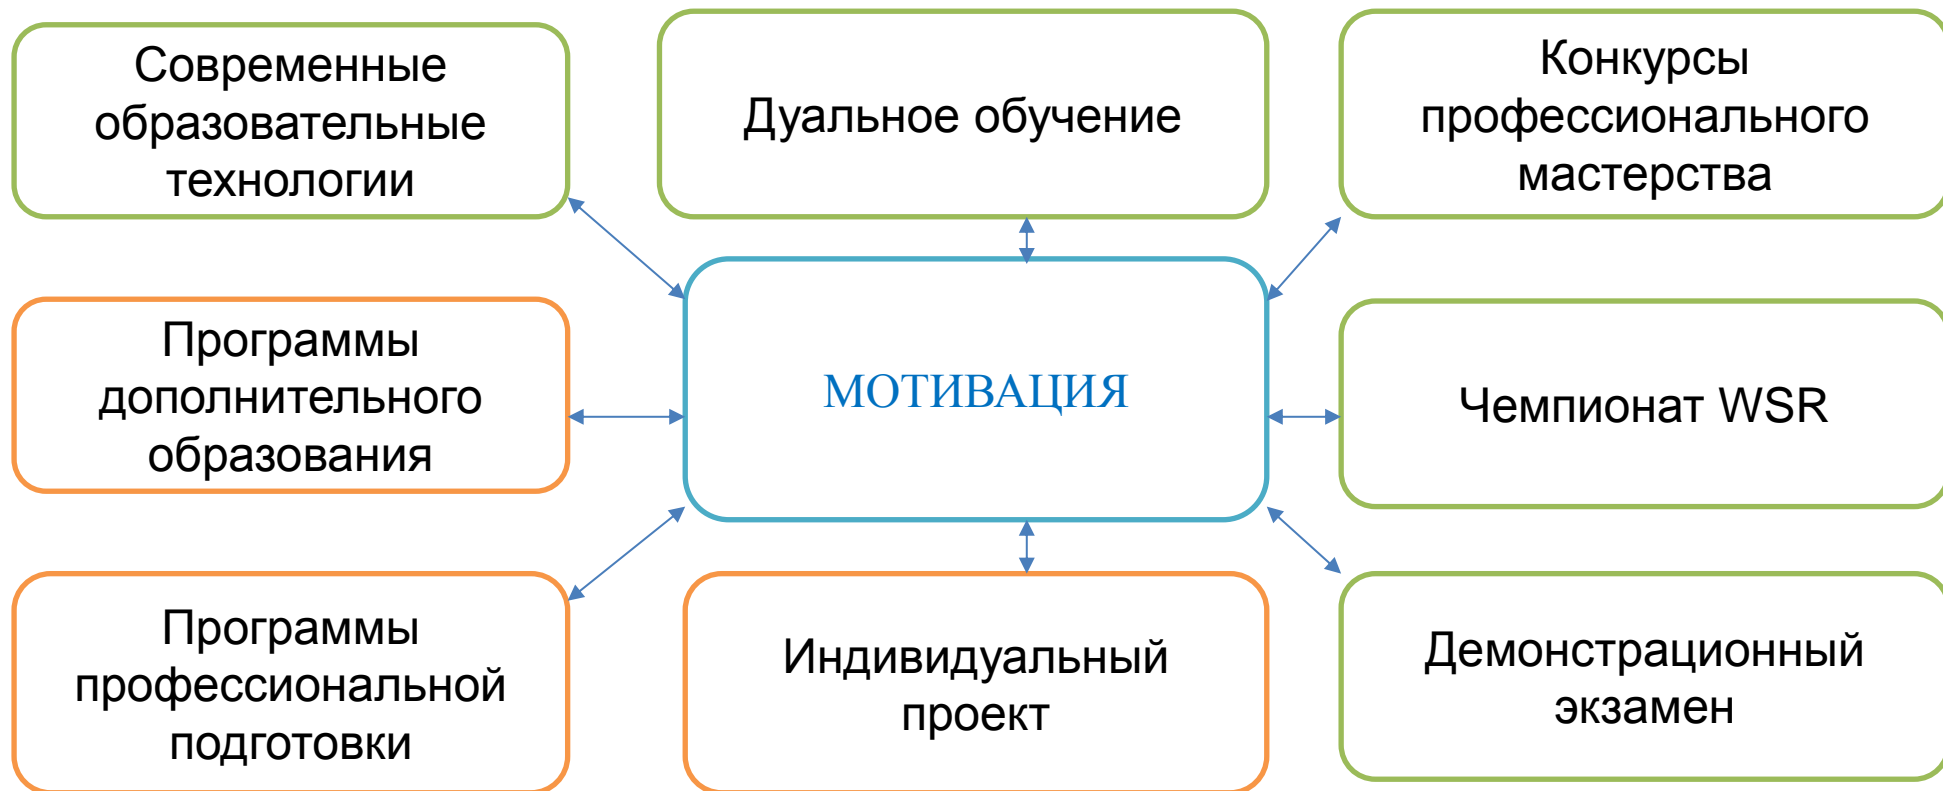 Современные
образовательные
технологии
Дуальное обучение
Конкурсы
профессионального
мастерства
Программы
дополнительного
образования
МОТИВАЦИЯ
Чемпионат WSR
Программы
профессиональной
подготовки
Индивидуальный
проект
Демонстрационный
экзамен